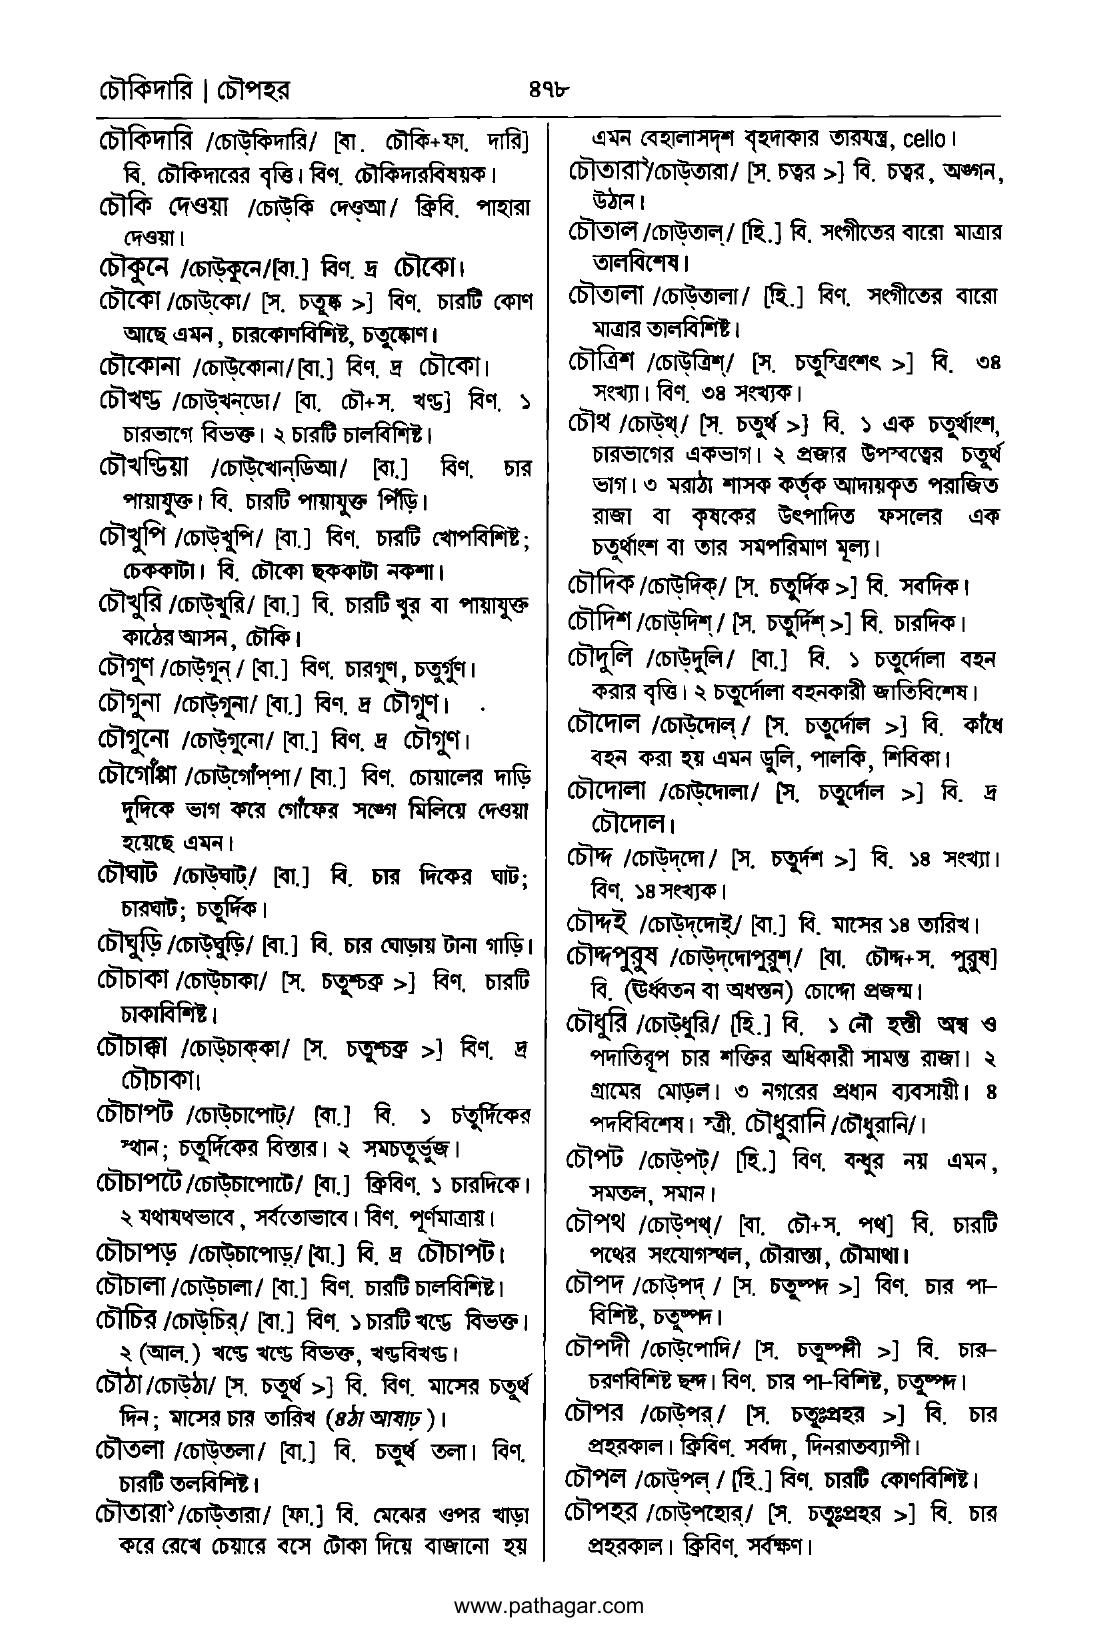 চৌকিদারি | চৌপহর
৪৭৮
চৌকিদারি /চোউ্‌কিদারি/ [বা. চৌকি+ফা. দারি]
বি. চৌকিদারের বৃত্তি। বিণ. চৌকিদারবিষয়ক।
চৌকি দেওয়া /চোউ্‌কি দেওআ/ ক্রিবি. পাহারা
দেওয়া।
চৌকুনে /চোউ্‌কুনে/[বা.] বিণ. দ্র চৌকো।
চৌকো /চোউ্‌কো/ [স. চতুষ্ক >] বিণ. চারটি কোণ
আছে এমন, চারকোণবিশিষ্ট, চতুষ্কোণ।
চৌকোনা /চোউ্‌কোনা/[বা.] বিণ. দ্র চৌকো।
চৌখণ্ড /চোউ্‌খন্‌ডো/ [বা. চৌ+স. খণ্ড] বিণ. ১
চারভাগে বিভক্ত। ২ চারটি চালবিশিষ্ট।
চৌখণ্ডিয়া /চোউ্‌খোন্‌ডিআ/ [বা.] বিণ. চার
পায়াযুক্ত। বি. চারটি পায়াযুক্ত পিঁড়ি।
চৌখুপি /চোউ্‌খুপি/ [বা.] বিণ. চারটি খোপবিশিষ্ট;
চেককাটা। বি. চৌকো ছককাটা নকশা।
চৌখুরি /চোউ্‌খুরি/ [বা.] বি. চারটি খুর বা পায়াযুক্ত
কাঠের আসন, চৌকি।
চৌগুণ /চোউ্‌গুন্‌ / [বা.] বিণ. চারগুণ, চতুর্গুণ।
চৌগুনা /চোউ্‌গুনা/ [বা.] বিণ. দ্র চৌগুণ।
চৌগুনো /চোউ্‌গুনো/ [বা.] বিণ. দ্র চৌগুণ।
চৌগোঁপ্পা /চোউ্‌গোঁপ্‌পা/ [বা.] বিণ. চোয়ালের দাড়ি
দুদিকে ভাগ করে গোঁফের সঙ্গে মিলিয়ে দেওয়া
হয়েছে এমন।
চৌঘাট /চোউ্‌ঘাট্‌/ [বা.] বি. চার দিকের ঘাট;
চারঘাট; চতুর্দিক।
চৌঘুড়ি /চোউ্‌ঘুড়ি/ [বা.] বি. চার ঘোড়ায় টানা গাড়ি।
চৌচাকা /চোউ্‌চাকা/ [স. চতুশ্চক্র >] বিণ. চারটি
চাকাবিশিষ্ট।
চৌচাক্কা /চোউ্‌চাক্‌কা/ [স. চতুশ্চক্র >] বিণ. দ্র
চৌচাকা।
চৌচাপট /চোউ্‌চাপোট্‌/ [বা.] বি. ১ চতুর্দিকের
স্থান; চতুর্দিকের বিস্তার। ২ সমচতুর্ভুজ।
চৌচাপটে /চোউ্‌চাপোটে/ [বা.] ক্রিবিণ. ১ চারদিকে।
২ যথাযথভাবে, সর্বতোভাবে। বিণ. পূর্ণমাত্রায়।
চৌচাপড় /চোউ্‌চাপোড়্‌/ [বা.] বি. দ্র চৌচাপট।
চৌচালা /চোউ্‌চালা/ [বা.] বিণ. চারটি চালবিশিষ্ট।
চৌচির /চোউ্‌চির্‌/ [বা.] বিণ. ১ চারটি খণ্ডে বিভক্ত।
২ (আল.) খণ্ডে খণ্ডে বিভক্ত, খণ্ডবিখণ্ড।
চৌঠা /চোউ্‌ঠা/ [স. চতুর্থ >] বি. বিণ. মাসের চতুর্থ
দিন; মাসের চার তারিখ (৪ঠা আষাঢ়)।
চৌতলা /চোউ্‌তলা/ [বা.] বি. চতুর্থ তলা। বিণ.
চারটি তলবিশিষ্ট।
চৌতারা১ /চোউ্‌তারা/ [ফা.] বি. মেঝের ওপর খাড়া
করে রেখে চেয়ারে বসে টোকা দিয়ে বাজানো হয়
এমন বেহালাসদৃশ বৃহদাকার তারযন্ত্র, cello।
চৌতারা২ /চোউ্‌তারা/ [স. চত্বর >] বি. চত্বর, অঙ্গন,
উঠান।
চৌতাল /চোউ্‌তাল্‌/ [হি.] বি. সংগীতের বারো মাত্রার
তালবিশেষ।
চৌতালা /চোউ্‌তালা/ [হি.] বিণ. সংগীতের বারো
মাত্রার তালবিশিষ্ট।
চৌত্রিশ /চোউ্‌ত্রিশ্‌/ [স. চতুস্ত্রিংশৎ >] বি. ৩৪
সংখ্যা। বিণ. ৩৪ সংখ্যক।
চৌথ /চোউ্‌থ্‌/ [স. চতুর্থ >] বি. ১ এক চতুর্থাংশ,
চারভাগের একভাগ। ২ প্রজার উপস্বত্বের চতুর্থ
ভাগ। ৩ মরাঠা শাসক কর্তৃক আদায়কৃত পরাজিত
রাজা বা কৃষকের উৎপাদিত ফসলের এক
চতুর্থাংশ বা তার সমপরিমাণ মূল্য।
চৌদিক /চোউ্‌দিক্‌/ [স. চতুর্দিক >] বি. সবদিক।
চৌদিশ /চোউ্‌দিশ্‌/ [স. চতুর্দিশ্‌ >] বি. চারদিক।
চৌদুলি /চোউ্‌দুলি/ [বা.] বি. ১ চতুর্দোলা বহন
করার বৃত্তি। ২ চতুর্দোলা বহনকারী জাতিবিশেষ।
চৌদোল /চোউ্‌দোল্‌/ [স. চতুর্দোল >] বি. কাঁধে
বহন করা হয় এমন ডুলি, পালকি, শিবিকা।
চৌদোলা /চোউ্‌দোলা/ [স. চতুর্দোল >] বি. দ্র
চৌদোল।
চৌদ্দ /চোউ্‌দ্‌দো/ [স. চতুর্দশ >] বি. ১৪ সংখ্যা।
বিণ. ১৪ সংখ্যক।
চৌদ্দই /চোউ্‌দ্‌দোই্‌/ [বা.] বি. মাসের ১৪ তারিখ।
চৌদ্দপুরুষ /চোউ্‌দ্‌দোপুরুশ্‌/ [বা. চৌদ্দ+স. পুরুষ]
বি. (ঊর্ধ্বতন বা অধস্তন) চোদ্দো প্রজন্ম।
চৌধুরি /চোউ্‌ধুরি/ [হি.] বি. ১ নৌ হস্তী অশ্ব ও
পদাতিরূপ চার শক্তির অধিকারী সামন্ত রাজা। ২
গ্রামের মোড়ল। ৩ নগরের প্রধান ব্যবসায়ী। ৪
পদবিবিশেষ। স্ত্রী. চৌধুরানি /চৌধুরানি/।
চৌপট /চোউ্‌পট্‌/ [হি.] বিণ. বন্ধুর নয় এমন,
সমতল, সমান।
চৌপথ /চোউ্‌পথ্‌/ [বা. চৌ+স. পথ] বি. চারটি
পথের সংযোগস্থল, চৌরাস্তা, চৌমাথা।
চৌপদ /চোউ্‌পদ্‌ / [স. চতুষ্পদ >] বিণ. চার পা-
বিশিষ্ট, চতুষ্পদ।
চৌপদী /চোউ্‌পোদি/ [স. চতুষ্পদী >] বি. চার-
চরণবিশিষ্ট ছন্দ। বিণ. চার পা-বিশিষ্ট, চতুষ্পদ।
চৌপর /চোউ্‌পর্‌/ [স. চতুঃপ্রহর >] বি. চার
প্রহরকাল। ক্রিবিণ. সর্বদা, দিনরাতব্যাপী।
চৌপল /চোউ্‌পল্‌ / [হি.] বিণ. চারটি কোণবিশিষ্ট।
চৌপহর /চোউ্‌পহোর্‌/ [স. চতুঃপ্রহর >] বি. চার
প্রহরকাল। ক্রিবিণ. সর্বক্ষণ।
www.pathagar.com